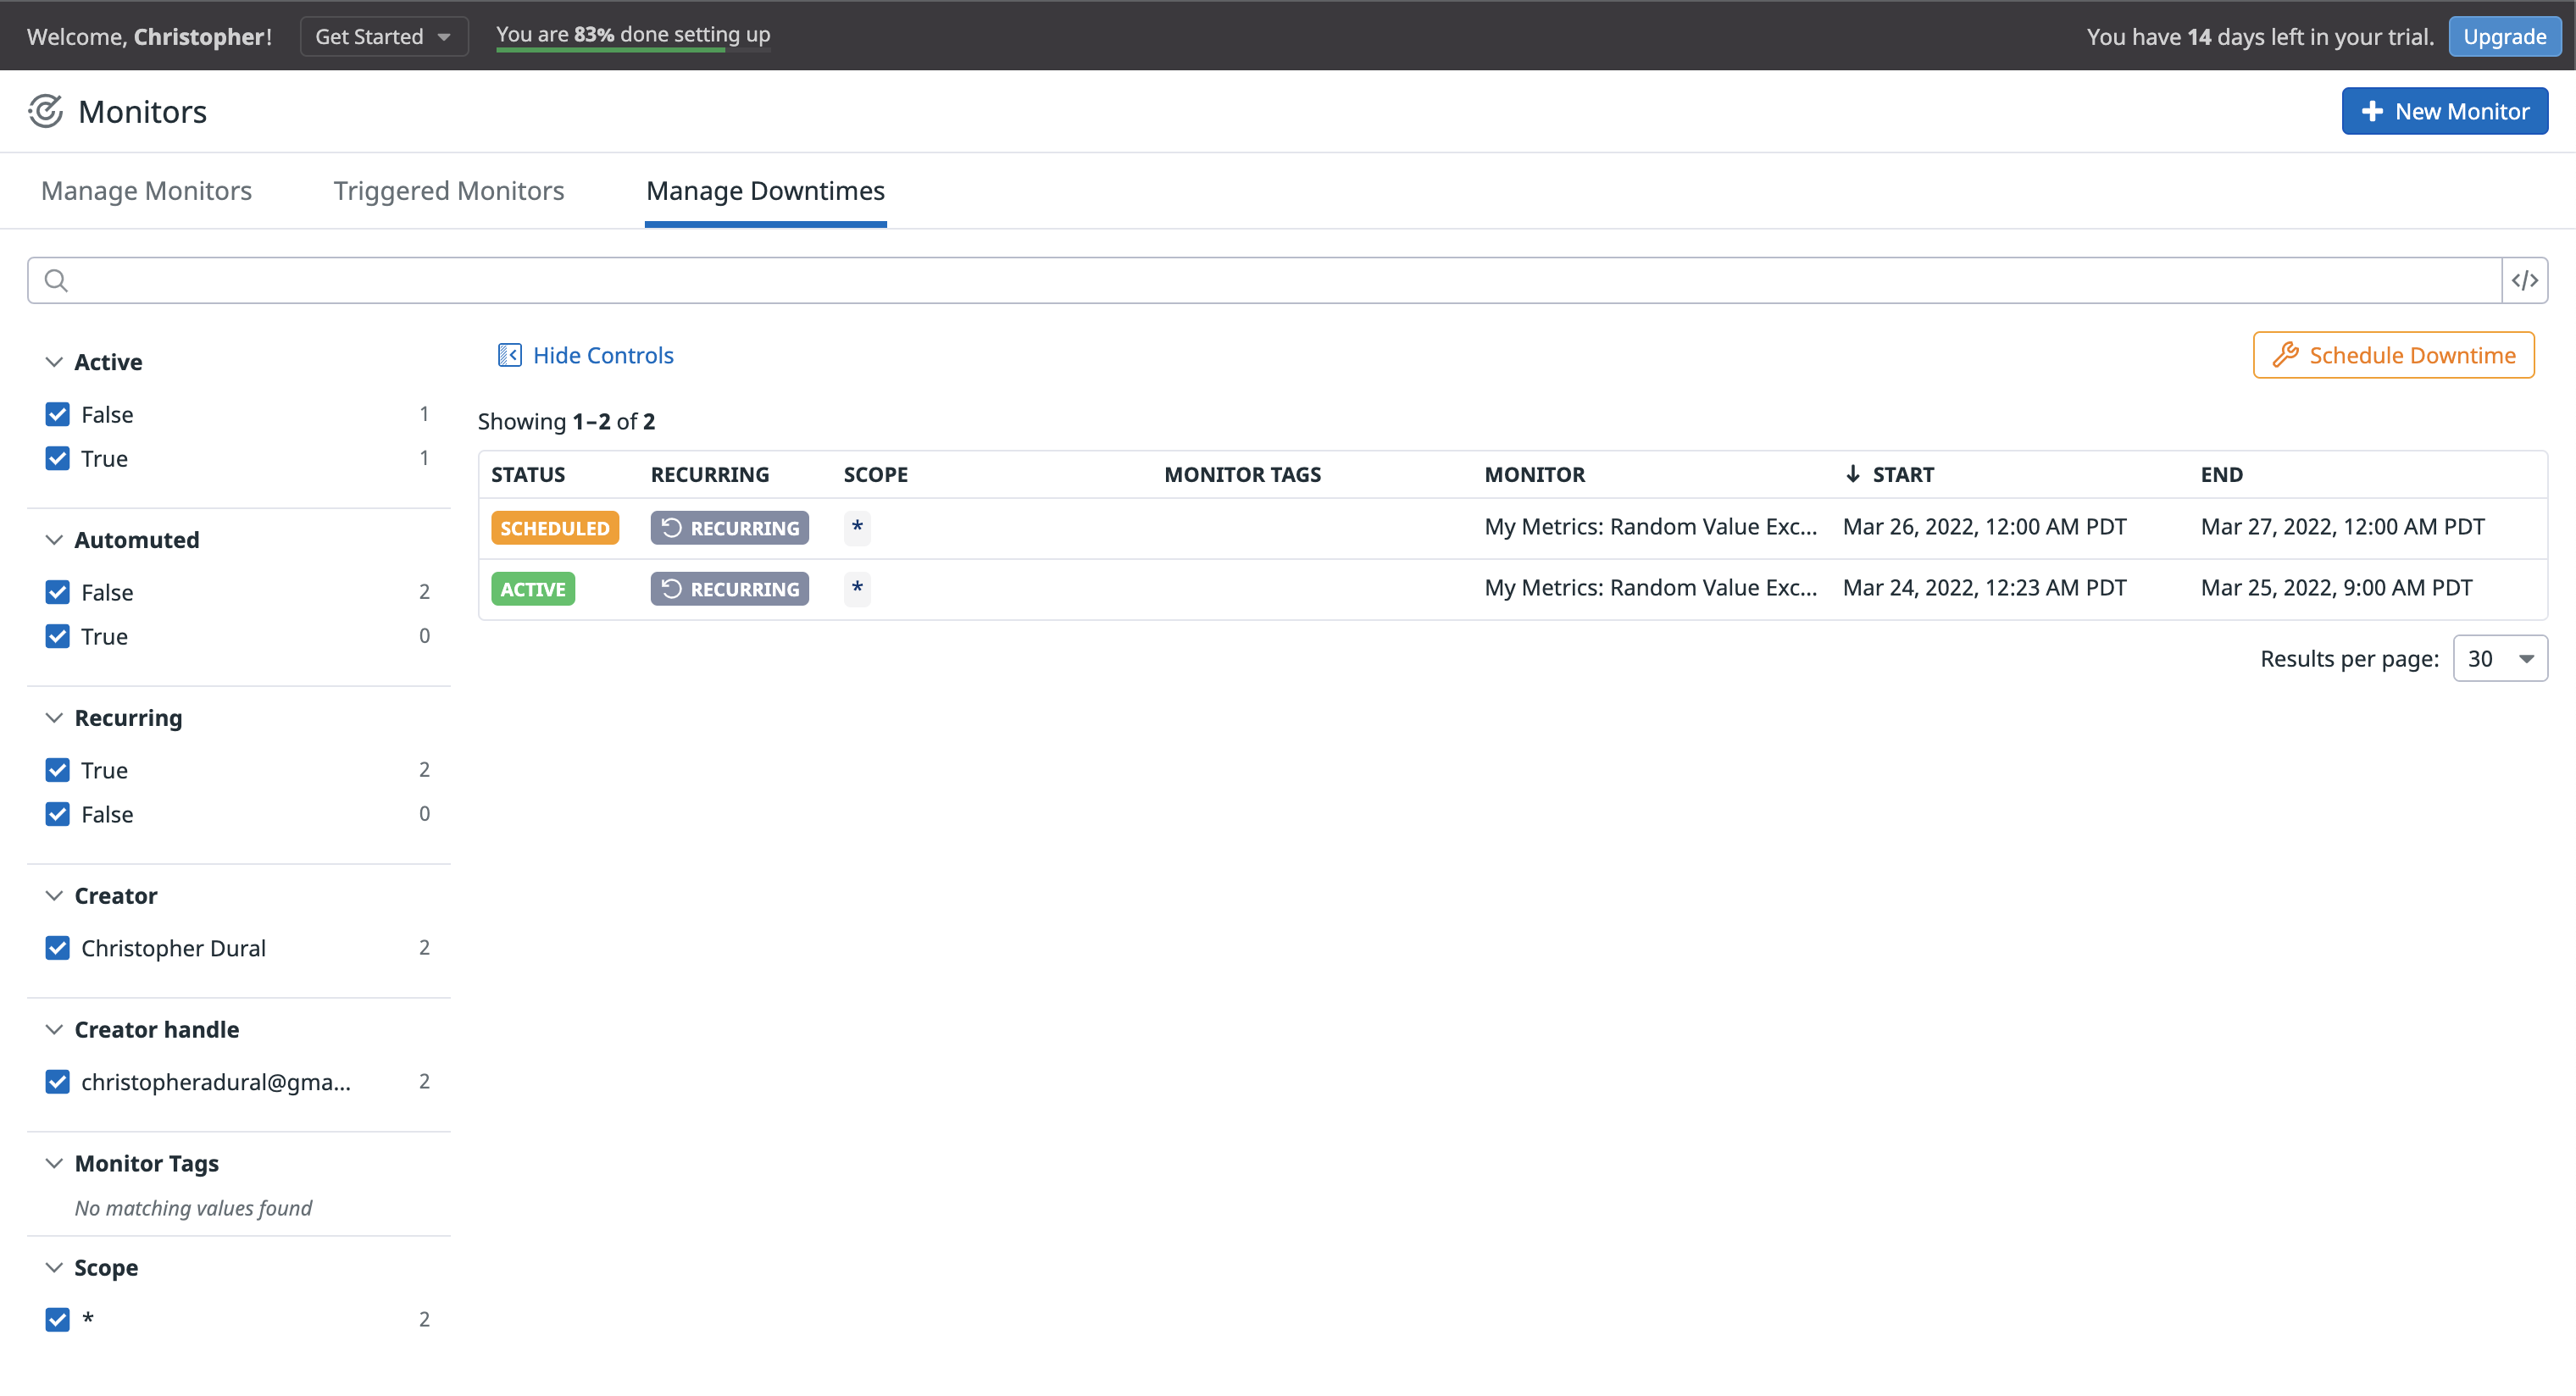 Welcome, Christopher! Get Started You are 83% done setting up You have 14 days left in your trial. Upgrade
Monitors New Monitor
Manage Monitors Triggered Monitors Manage Downtimes
</>
Hide Controls Schedule Downtime
Showing 1–2 of 2
STATUS RECURRING SCOPE MONITOR TAGS MONITOR START END
SCHEDULED RECURRING * My Metrics: Random Value Exc... Mar 26, 2022, 12:00 AM PDT Mar 27, 2022, 12:00 AM PDT
ACTIVE RECURRING * My Metrics: Random Value Exc... Mar 24, 2022, 12:23 AM PDT Mar 25, 2022, 9:00 AM PDT
Results per page: 30
Active
False 1
True 1
Automuted
False 2
True 0
Recurring
True 2
False 0
Creator
Christopher Dural 2
Creator handle
christopheradural@gma... 2
Monitor Tags
No matching values found
Scope
* 2